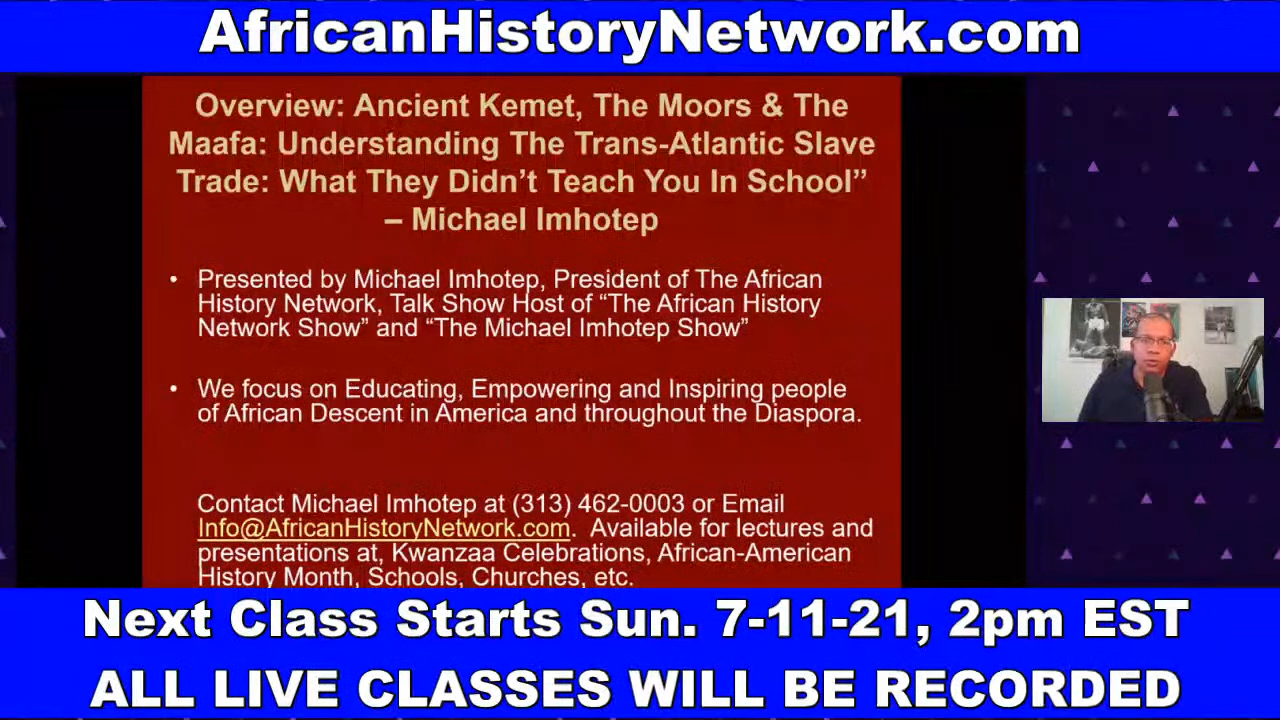 AfricanHistoryNetwork.com
Overview: Ancient Kemet, The Moors & The
Maafa: Understanding The Trans-Atlantic Slave
Trade: What They Didn’t Teach You In School”
– Michael Imhotep
• Presented by Michael Imhotep, President of The African
History Network, Talk Show Host of “The African History
Network Show” and “The Michael Imhotep Show”
• We focus on Educating, Empowering and Inspiring people
of African Descent in America and throughout the Diaspora.
Contact Michael Imhotep at (313) 462-0003 or Email
Info@AfricanHistoryNetwork.com. Available for lectures and
presentations at, Kwanzaa Celebrations, African-American
History Month, Schools, Churches, etc.
Next Class Starts Sun. 7-11-21, 2pm EST
ALL LIVE CLASSES WILL BE RECORDED